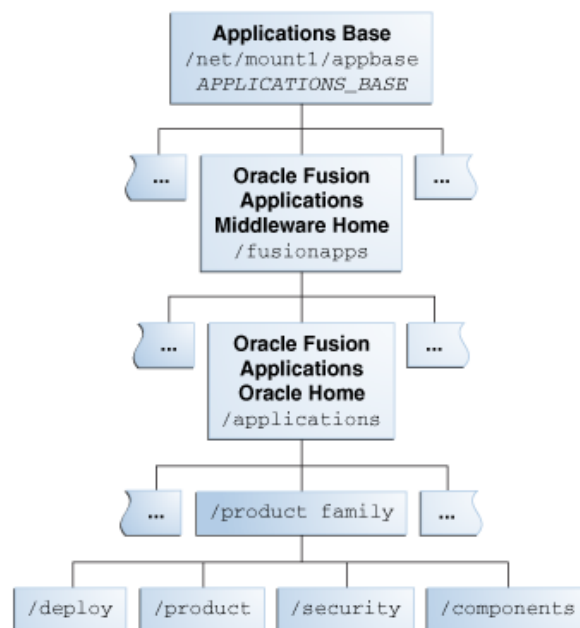 Applications Base
/net/mount1/appbase
APPLICATIONS_BASE
...
Oracle Fusion
Applications
Middleware Home
/fusionapps
...
...
Oracle Fusion
Applications
Oracle Home
/applications
...
...
/product family
...
/deploy
/product
/security
/components